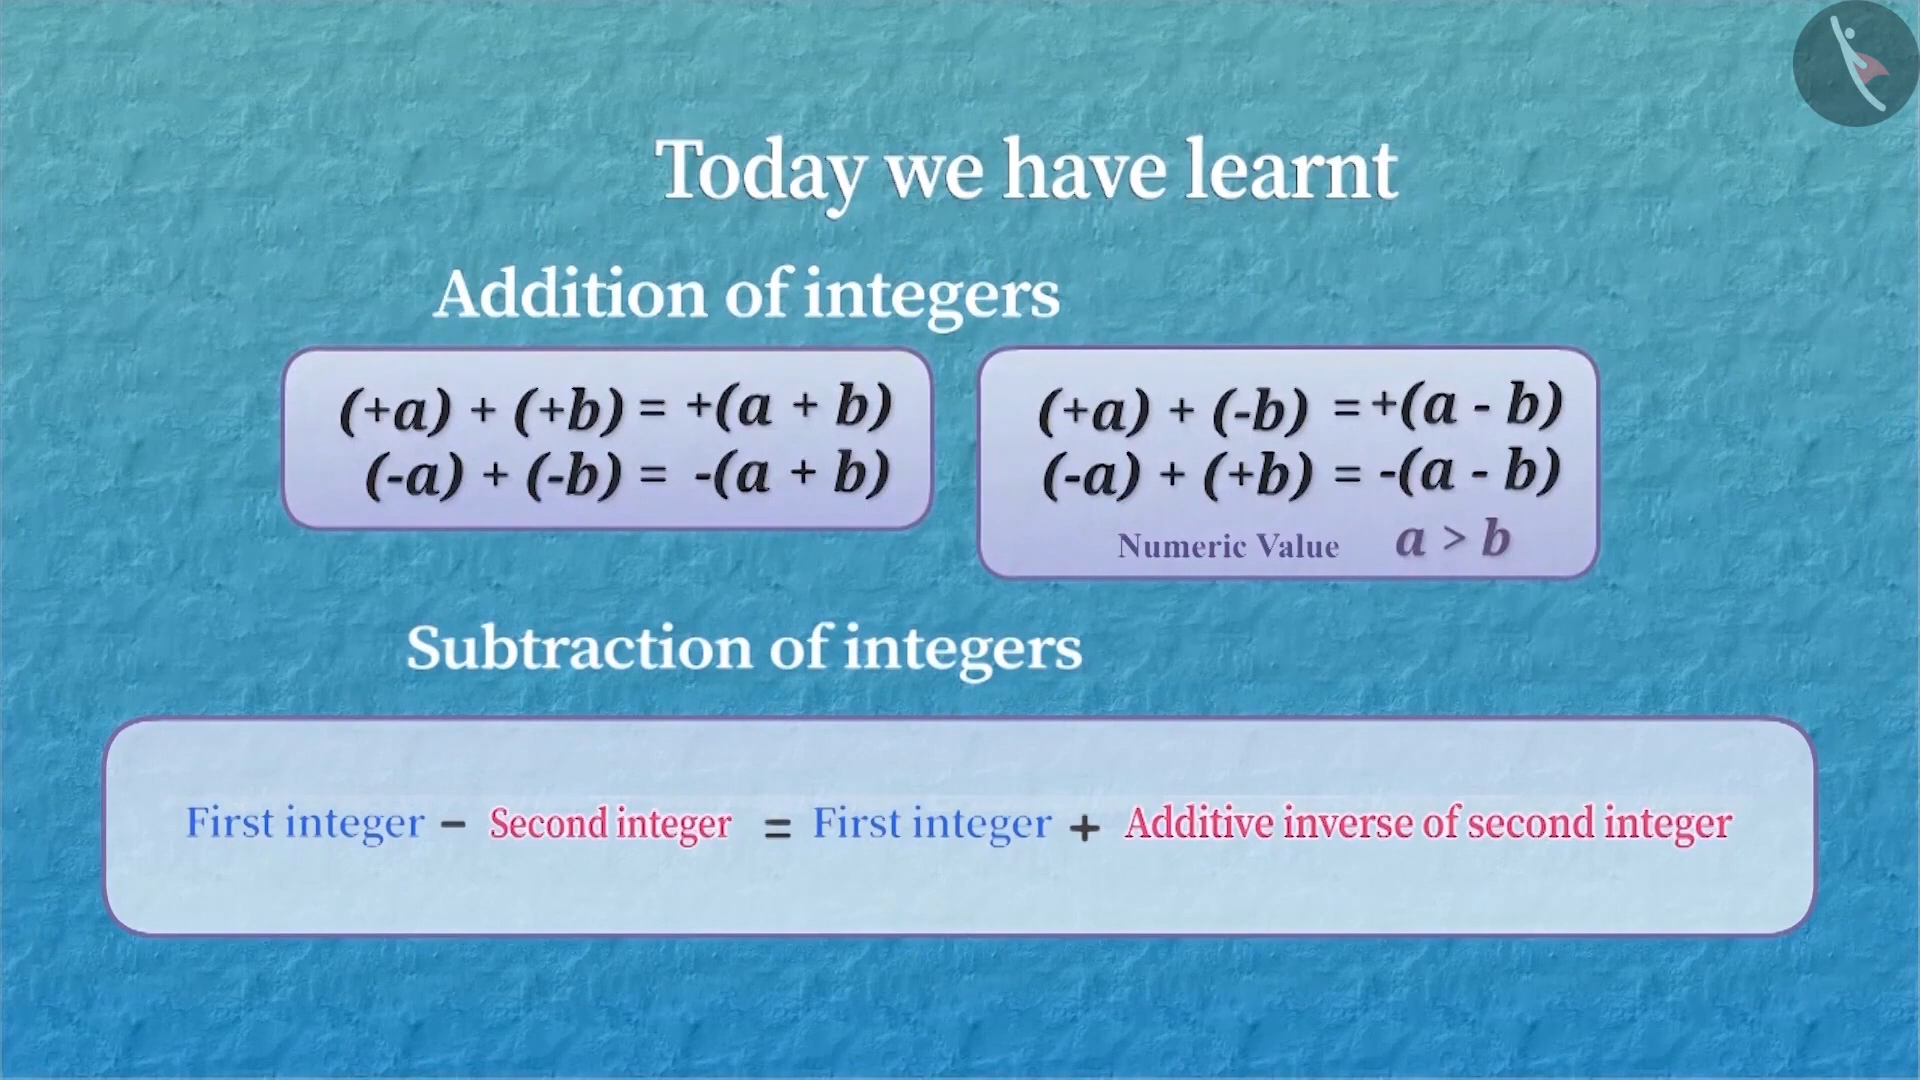 Today we have learnt
Addition of integers
(+a) + (+b) = +(a + b)
(-a) + (-b) = -(a + b)
(+a) + (-b) = +(a - b)
(-a) + (+b) = -(a - b)
Numeric Value a > b
Subtraction of integers
First integer - Second integer = First integer + Additive inverse of second integer